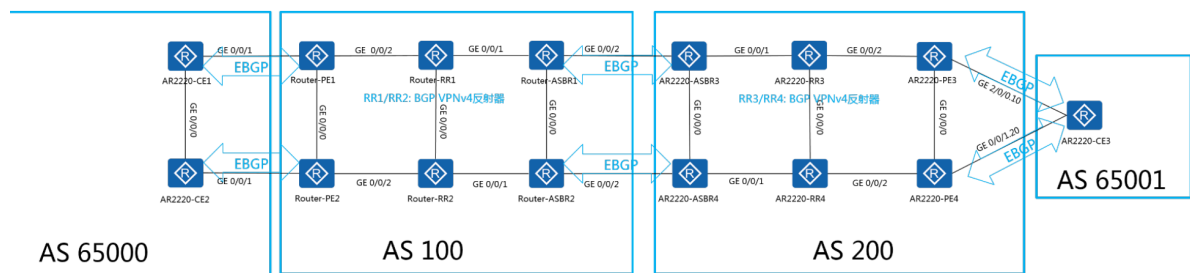 GE 0/0/1
GE 0/0/2
GE 0/0/1
GE 0/0/2
GE 0/0/1
GE 0/0/2
EBGP
EBGP
EBGP
AR2220-CE1
Router-PE1
Router-RR1
Router-ASBR1
AR2220-ASBR3
AR2220-RR3
AR2220-PE3
RR1/RR2: BGP VPNv4反射器
RR3/RR4: BGP VPNv4反射器
GE 2/0/0.10
GE 0/0/0
GE 0/0/0
GE 0/0/0
GE 0/0/0
GE 0/0/0
GE 0/0/0
GE 0/0/0
AR2220-CE3
GE 0/0/1.20
EBGP
EBGP
EBGP
GE 0/0/1
GE 0/0/2
GE 0/0/1
GE 0/0/2
GE 0/0/1
GE 0/0/2
AR2220-CE2
Router-PE2
Router-RR2
Router-ASBR2
AR2220-ASBR4
AR2220-RR4
AR2220-PE4
AS 65001
AS 65000
AS 100
AS 200